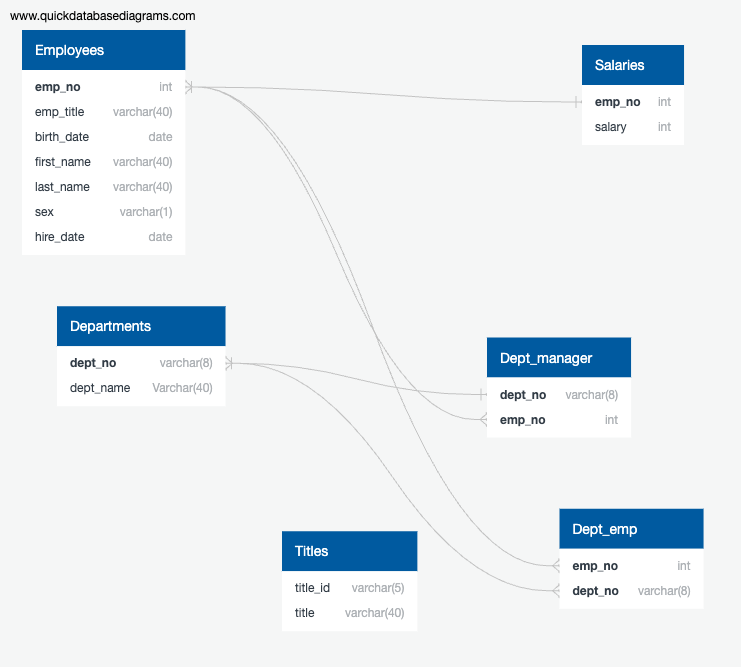 www.quickdatabasediagrams.com
Employees
emp_no int
emp_title varchar(40)
birth_date date
first_name varchar(40)
last_name varchar(40)
sex varchar(1)
hire_date date
Salaries
emp_no int
salary int
Departments
dept_no varchar(8)
dept_name Varchar(40)
Dept_manager
dept_no varchar(8)
emp_no int
Titles
title_id varchar(5)
title varchar(40)
Dept_emp
emp_no int
dept_no varchar(8)